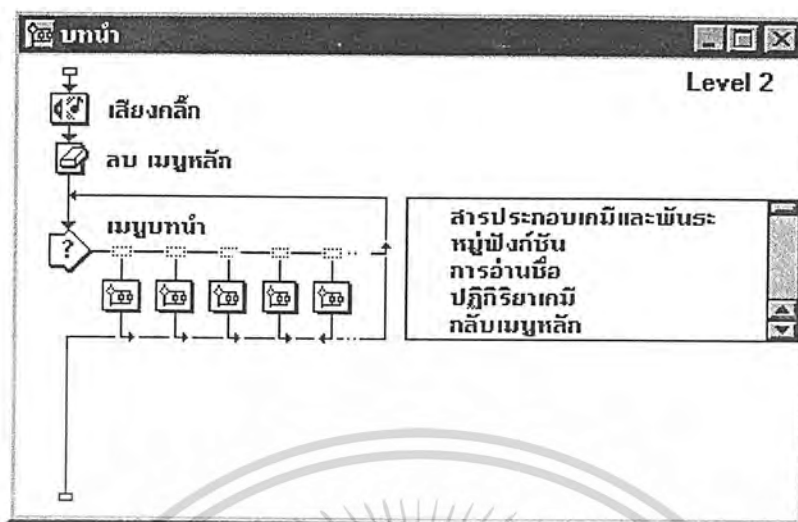 บทนำ
Level 2
เสียงคลิ๊ก
ลบ เมนูหลัก
เมนูบทนำ
?
สารประกอบเคมีและพันธะ
หมู่ฟังก์ชัน
การอ่านชื่อ
ปฏิกิริยาเคมี
กลับเมนูหลัก